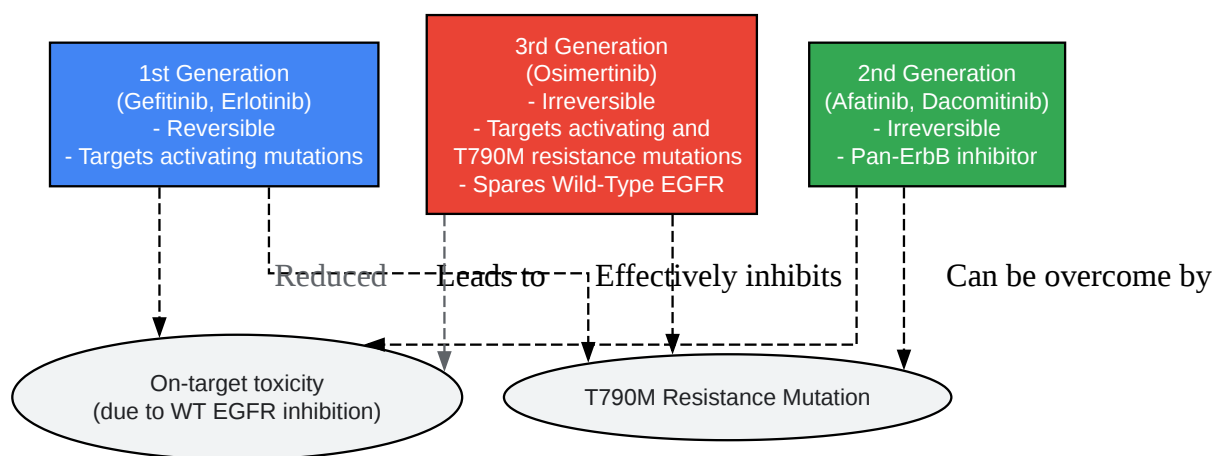 1st Generation
(Gefitinib, Erlotinib)
- Reversible
- Targets activating mutations
3rd Generation
(Osimertinib)
- Irreversible
- Targets activating and
T790M resistance mutations
- Spares Wild-Type EGFR
2nd Generation
(Afatinib, Dacomitinib)
- Irreversible
- Pan-ErbB inhibitor
Reduced
Leads to
Effectively inhibits
Can be overcome by
On-target toxicity
(due to WT EGFR inhibition)
T790M Resistance Mutation